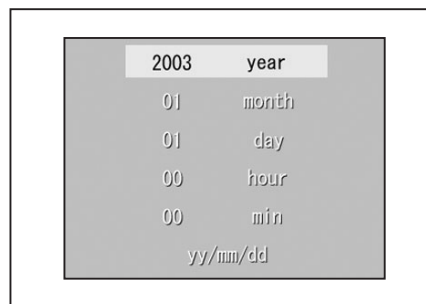 2003 year
01 month
01 day
00 hour
00 min
yy/mm/dd